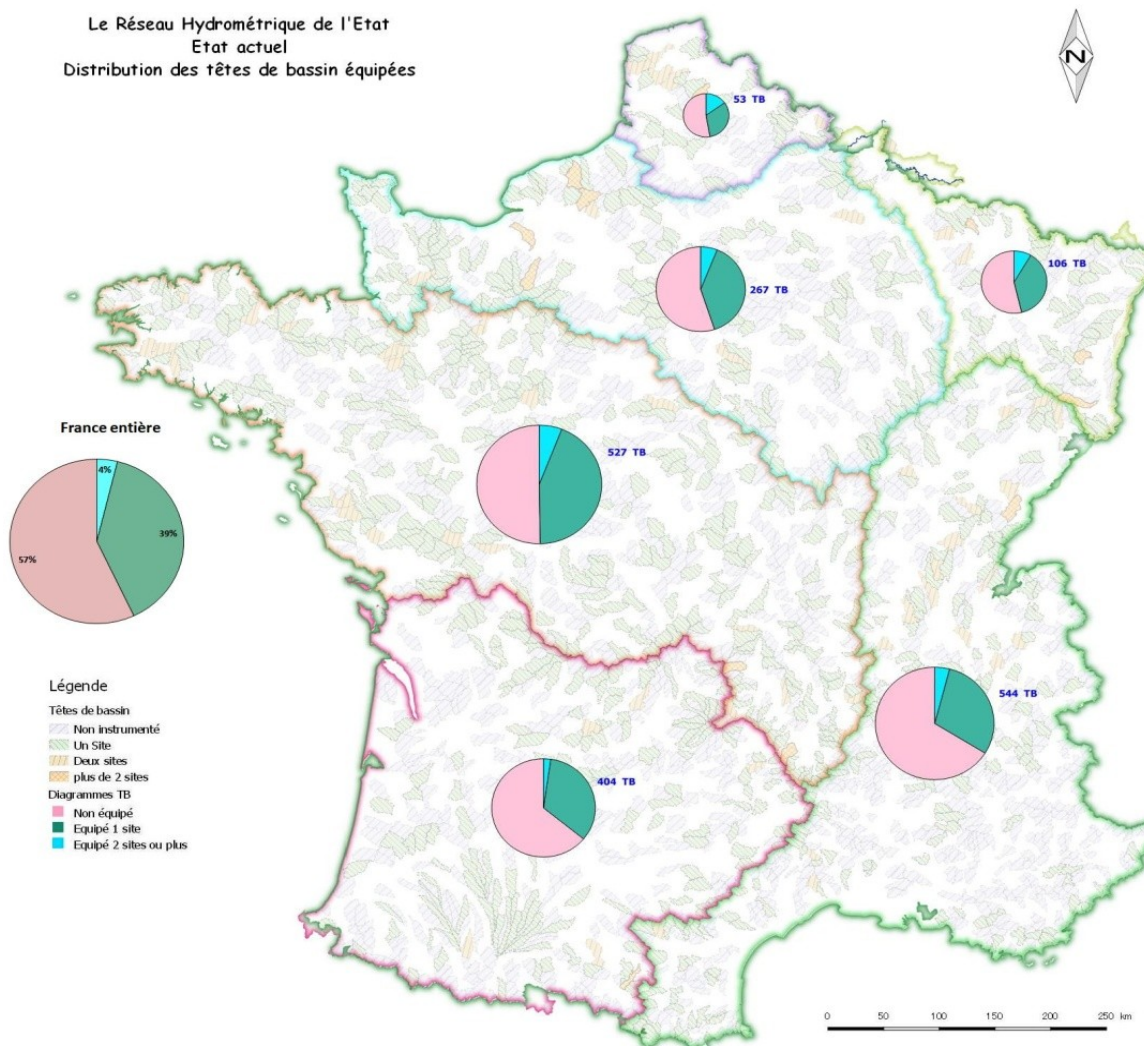 Le Réseau Hydrométrique de l'Etat
Etat actuel
Distribution des têtes de bassin équipées
N
53 TB
106 TB
267 TB
527 TB
France entière
4%
39%
57%
544 TB
404 TB
Légende
Têtes de bassin
Non instrumenté
Un Site
Deux sites
plus de 2 sites
Diagrammes TB
Non équipé
Equipé 1 site
Equipé 2 sites ou plus
0 50 100 150 200 250 km